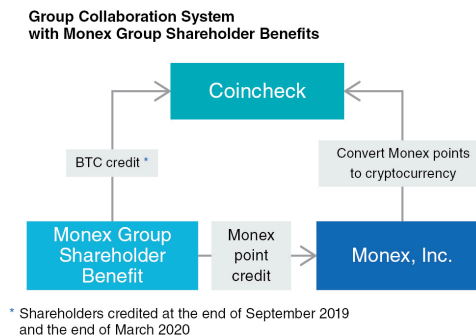 Group Collaboration System
with Monex Group Shareholder Benefits
Coincheck
BTC credit *
Convert Monex points
to cryptocurrency
Monex Group
Shareholder
Benefit
Monex
point
credit
Monex, Inc.
* Shareholders credited at the end of September 2019
and the end of March 2020